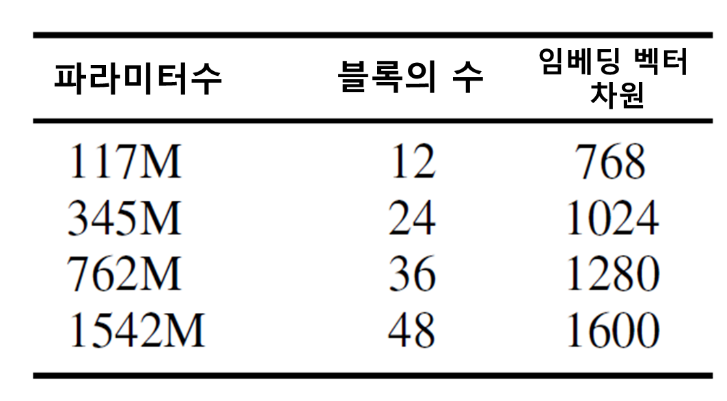 파라미터수 블록의 수 임베딩 벡터 차원
117M 12 768
345M 24 1024
762M 36 1280
1542M 48 1600